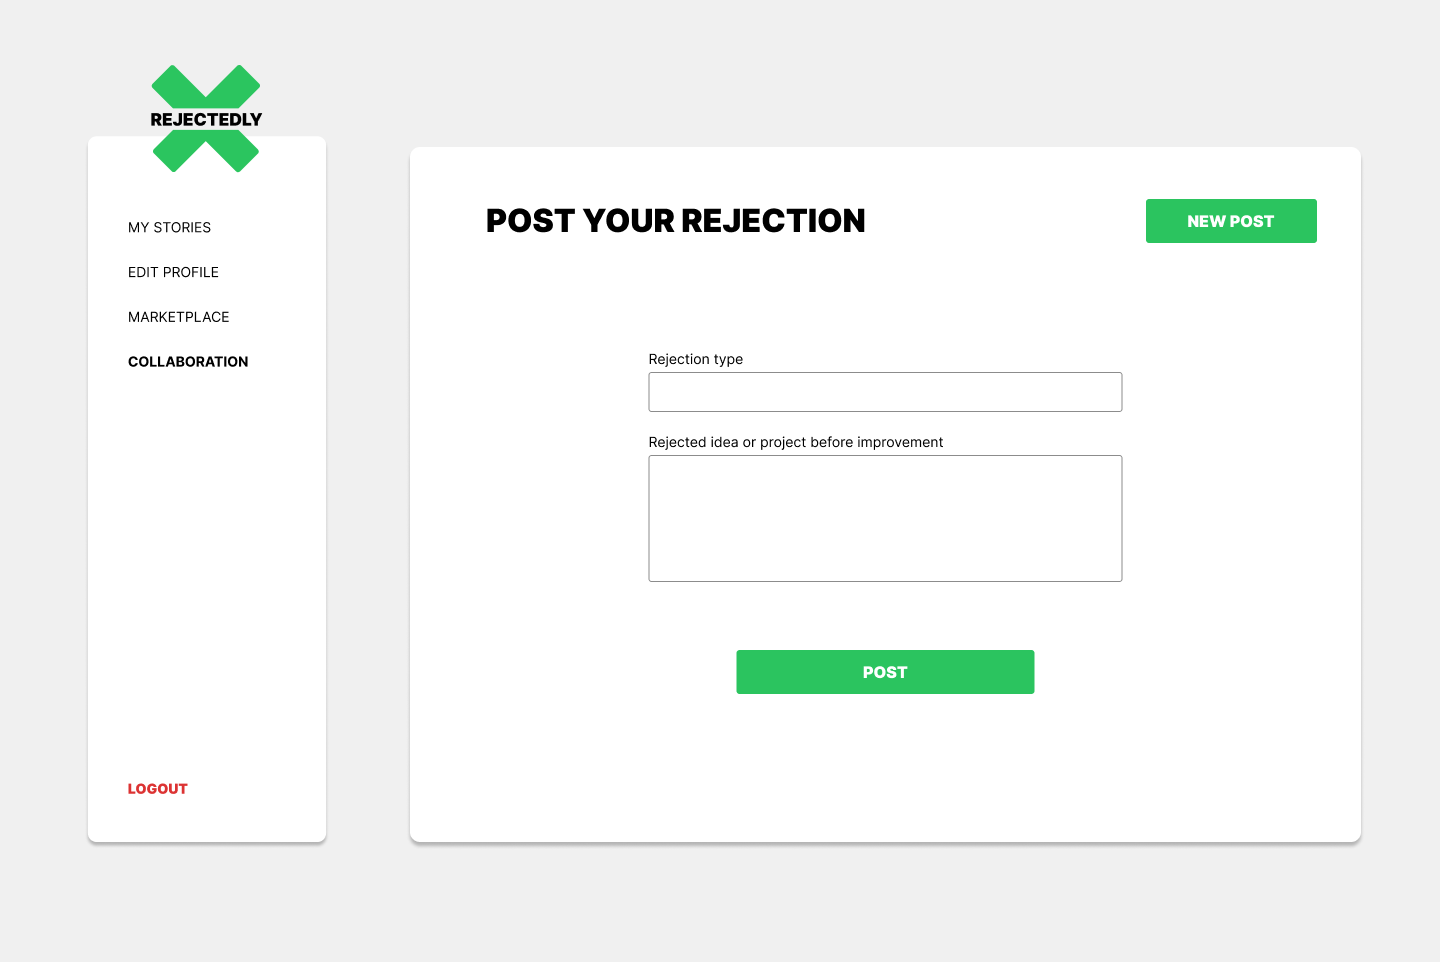 REJECTEDLY
MY STORIES
EDIT PROFILE
MARKETPLACE
COLLABORATION
LOGOUT
POST YOUR REJECTION
NEW POST
Rejection type
Rejected idea or project before improvement
POST